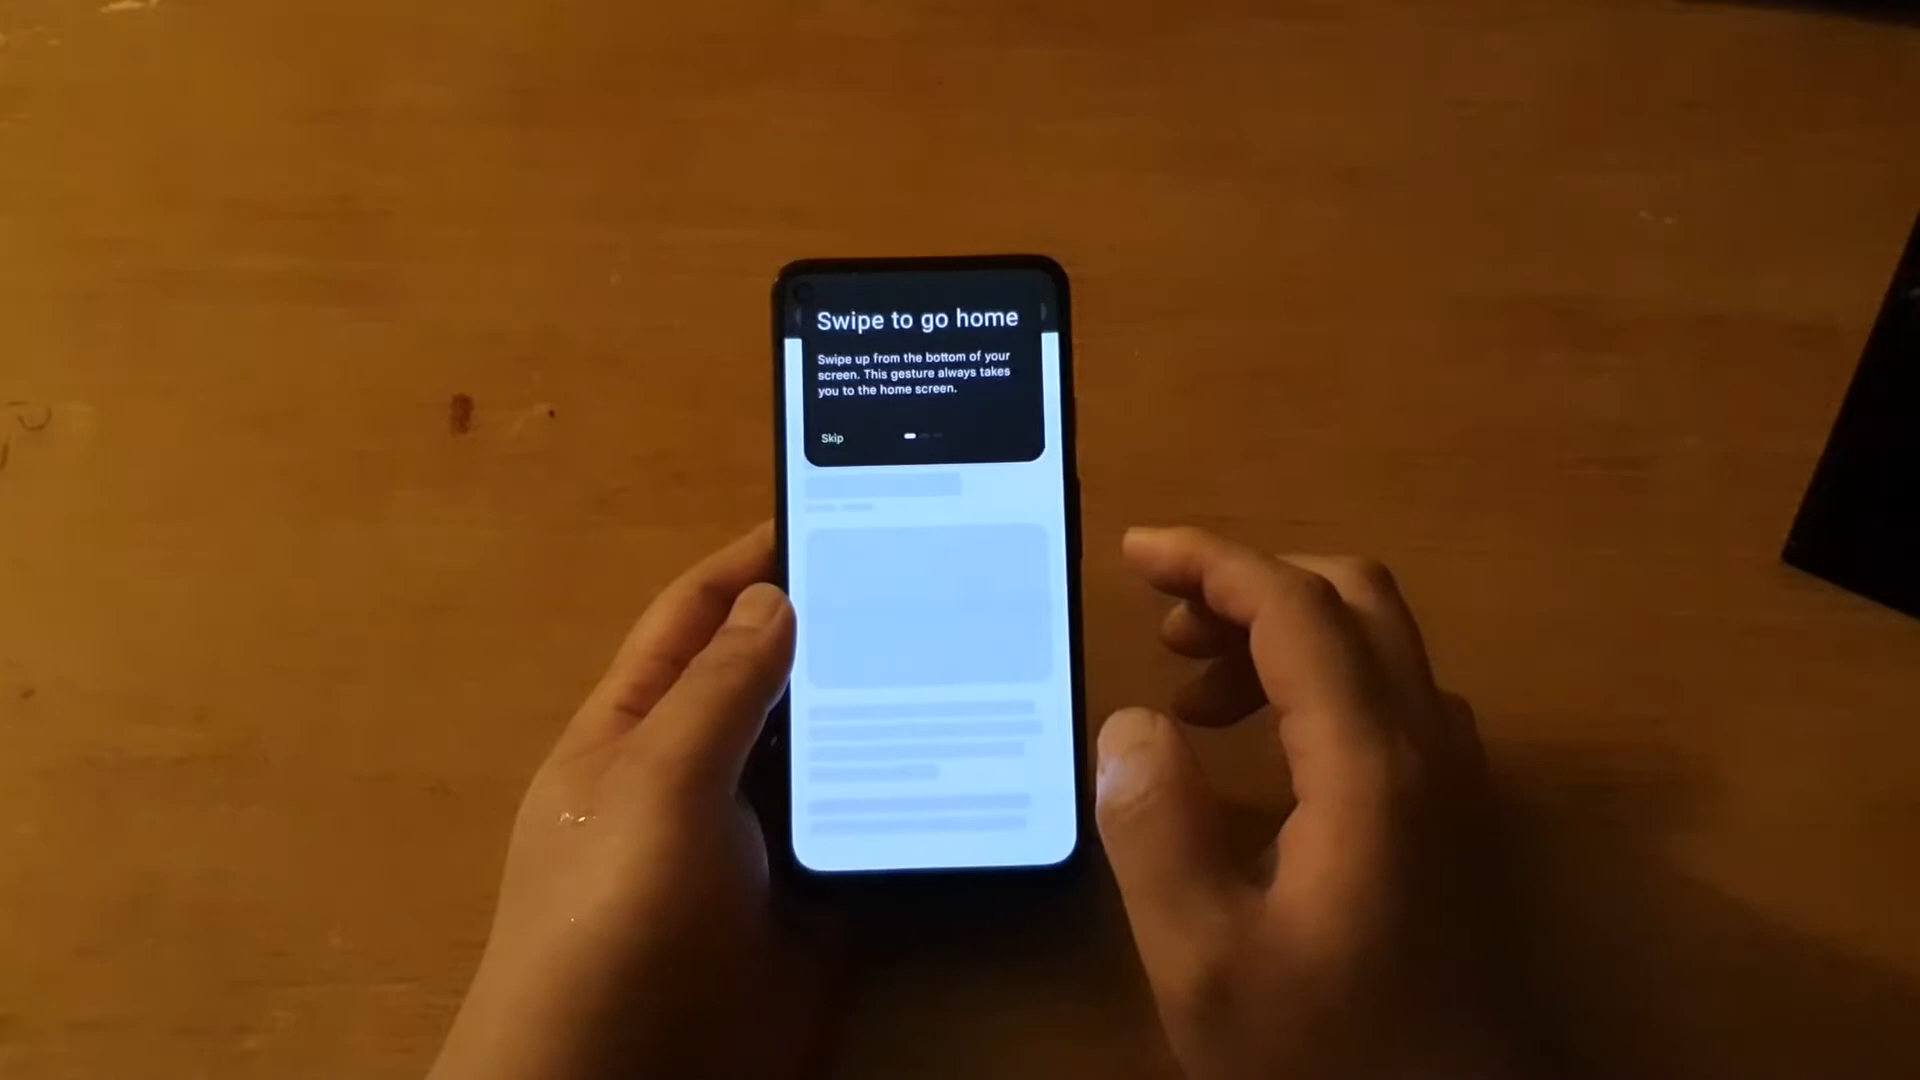 Swipe to go home
Swipe up from the bottom of your
screen. This gesture always takes
you to the home screen.
Skip